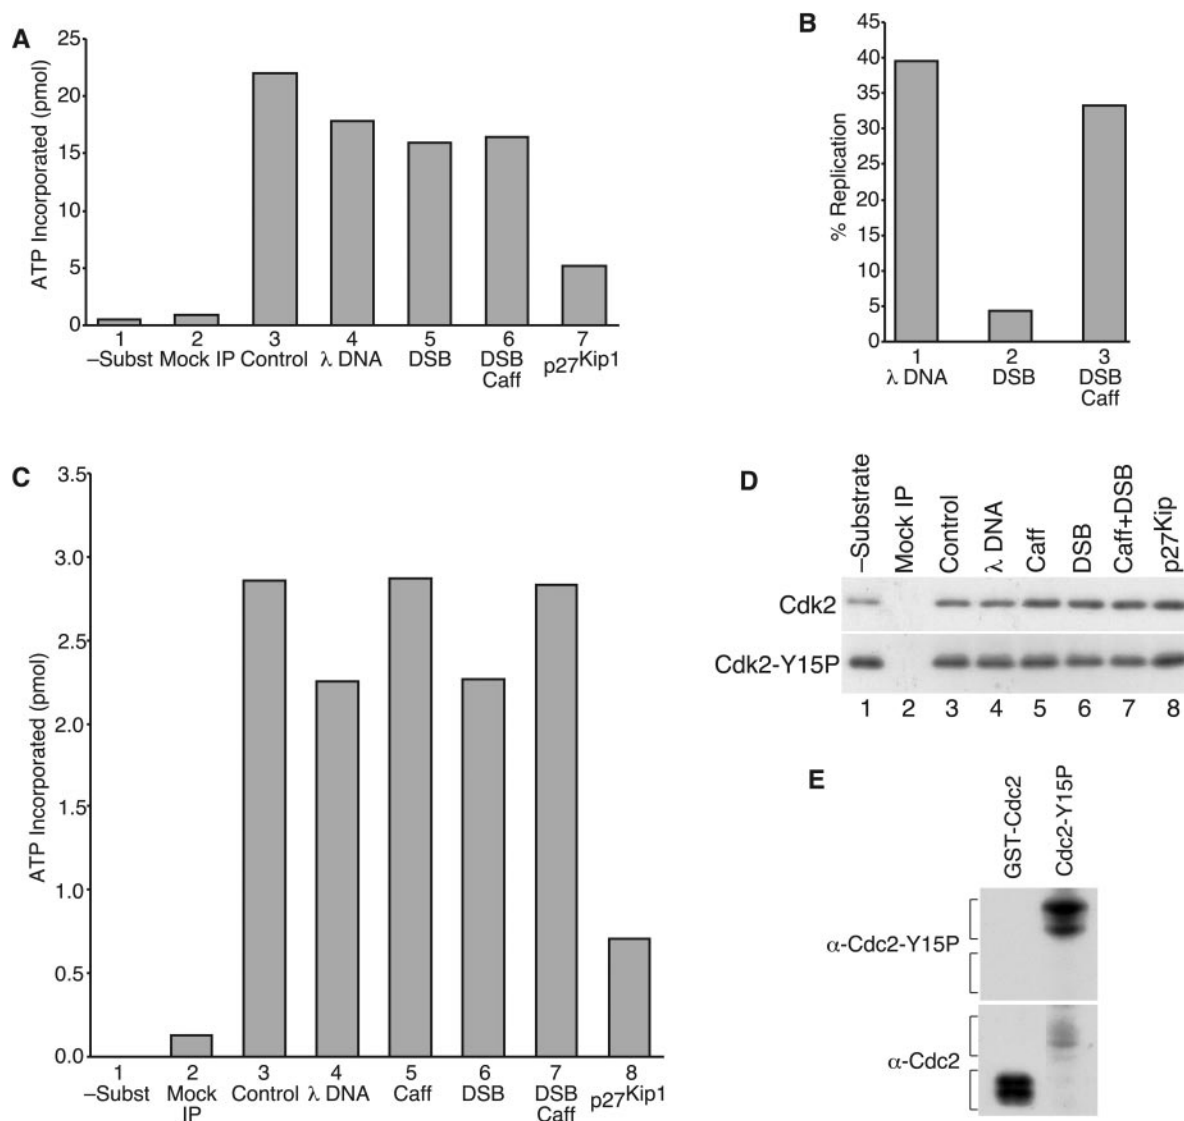 A
ATP Incorporated (pmol)
25
20
15
10
5
0
1 2 3 4 5 6 7
–Subst Mock IP Control λ DNA DSB DSB Caff p27Kip1
B
% Replication
45
40
35
30
25
20
15
10
5
0
1 2 3
λ DNA DSB DSB Caff
C
ATP Incorporated (pmol)
3.5
3.0
2.5
2.0
1.5
1.0
0.5
0.0
1 2 3 4 5 6 7 8
–Subst Mock IP Control λ DNA Caff DSB DSB Caff p27Kip1
D
–Substrate
Mock IP
Control
λ DNA
Caff
DSB
Caff+DSB
p27Kip
Cdk2
Cdk2-Y15P
1 2 3 4 5 6 7 8
E
GST-Cdc2
Cdc2-Y15P
α-Cdc2-Y15P
α-Cdc2